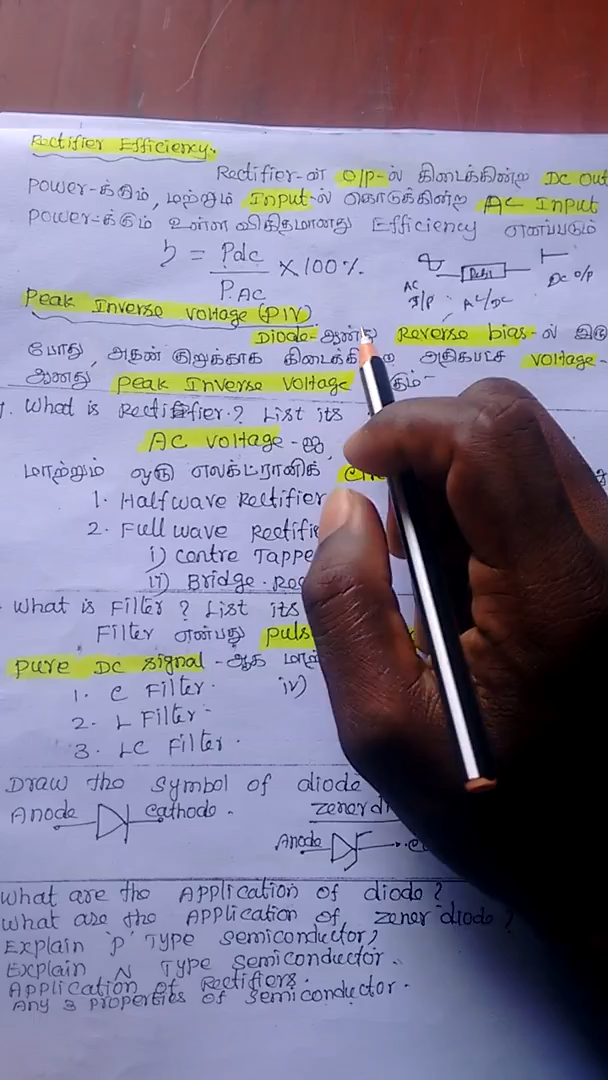 Rectifier Efficiency.
Rectifier-ன் O/P-ல் கிடைக்கின்ற DC Out
Power-க்கும், மற்றும் Input-ல் கொடுக்கின்ற AC Input
Power-க்கும் உள்ள விகிதமானது Efficiency எனப்படும்
η = Pdc / P.AC × 100%.
AC I/P
AC/DC
DC O/P
Peak Inverse Voltage (PIV)
Diode-ஆனது Reverse bias-ல் இரு
போது, அதன் குறுக்காக கிடைக்கி அதிகபட்ச voltage-
ஆனது Peak Inverse Voltage கும்-
1. What is Rectifier? List its
AC Voltage-ஐ
மாற்றும் ஒரு எலக்ட்ரானிக்
1. Halfwave Rectifier
2. Full wave Rectifie
i) Centre Tappe
ii) Bridge. Rec
What is Filter? List its
Filter என்பது puls
pure DC signal-ஆக மாற்
1. C Filter. iv)
2. L Filter-
3. LC Filter.
Draw the symbol of diode
Anode Cathode. zener di
Anode
What are the Application of diode?
What are the Application of zener diode?
Explain 'P' Type semiconductor,
Explain N Type semiconductor.
Application of Rectifiers.
Any 3 properties of semiconductor.